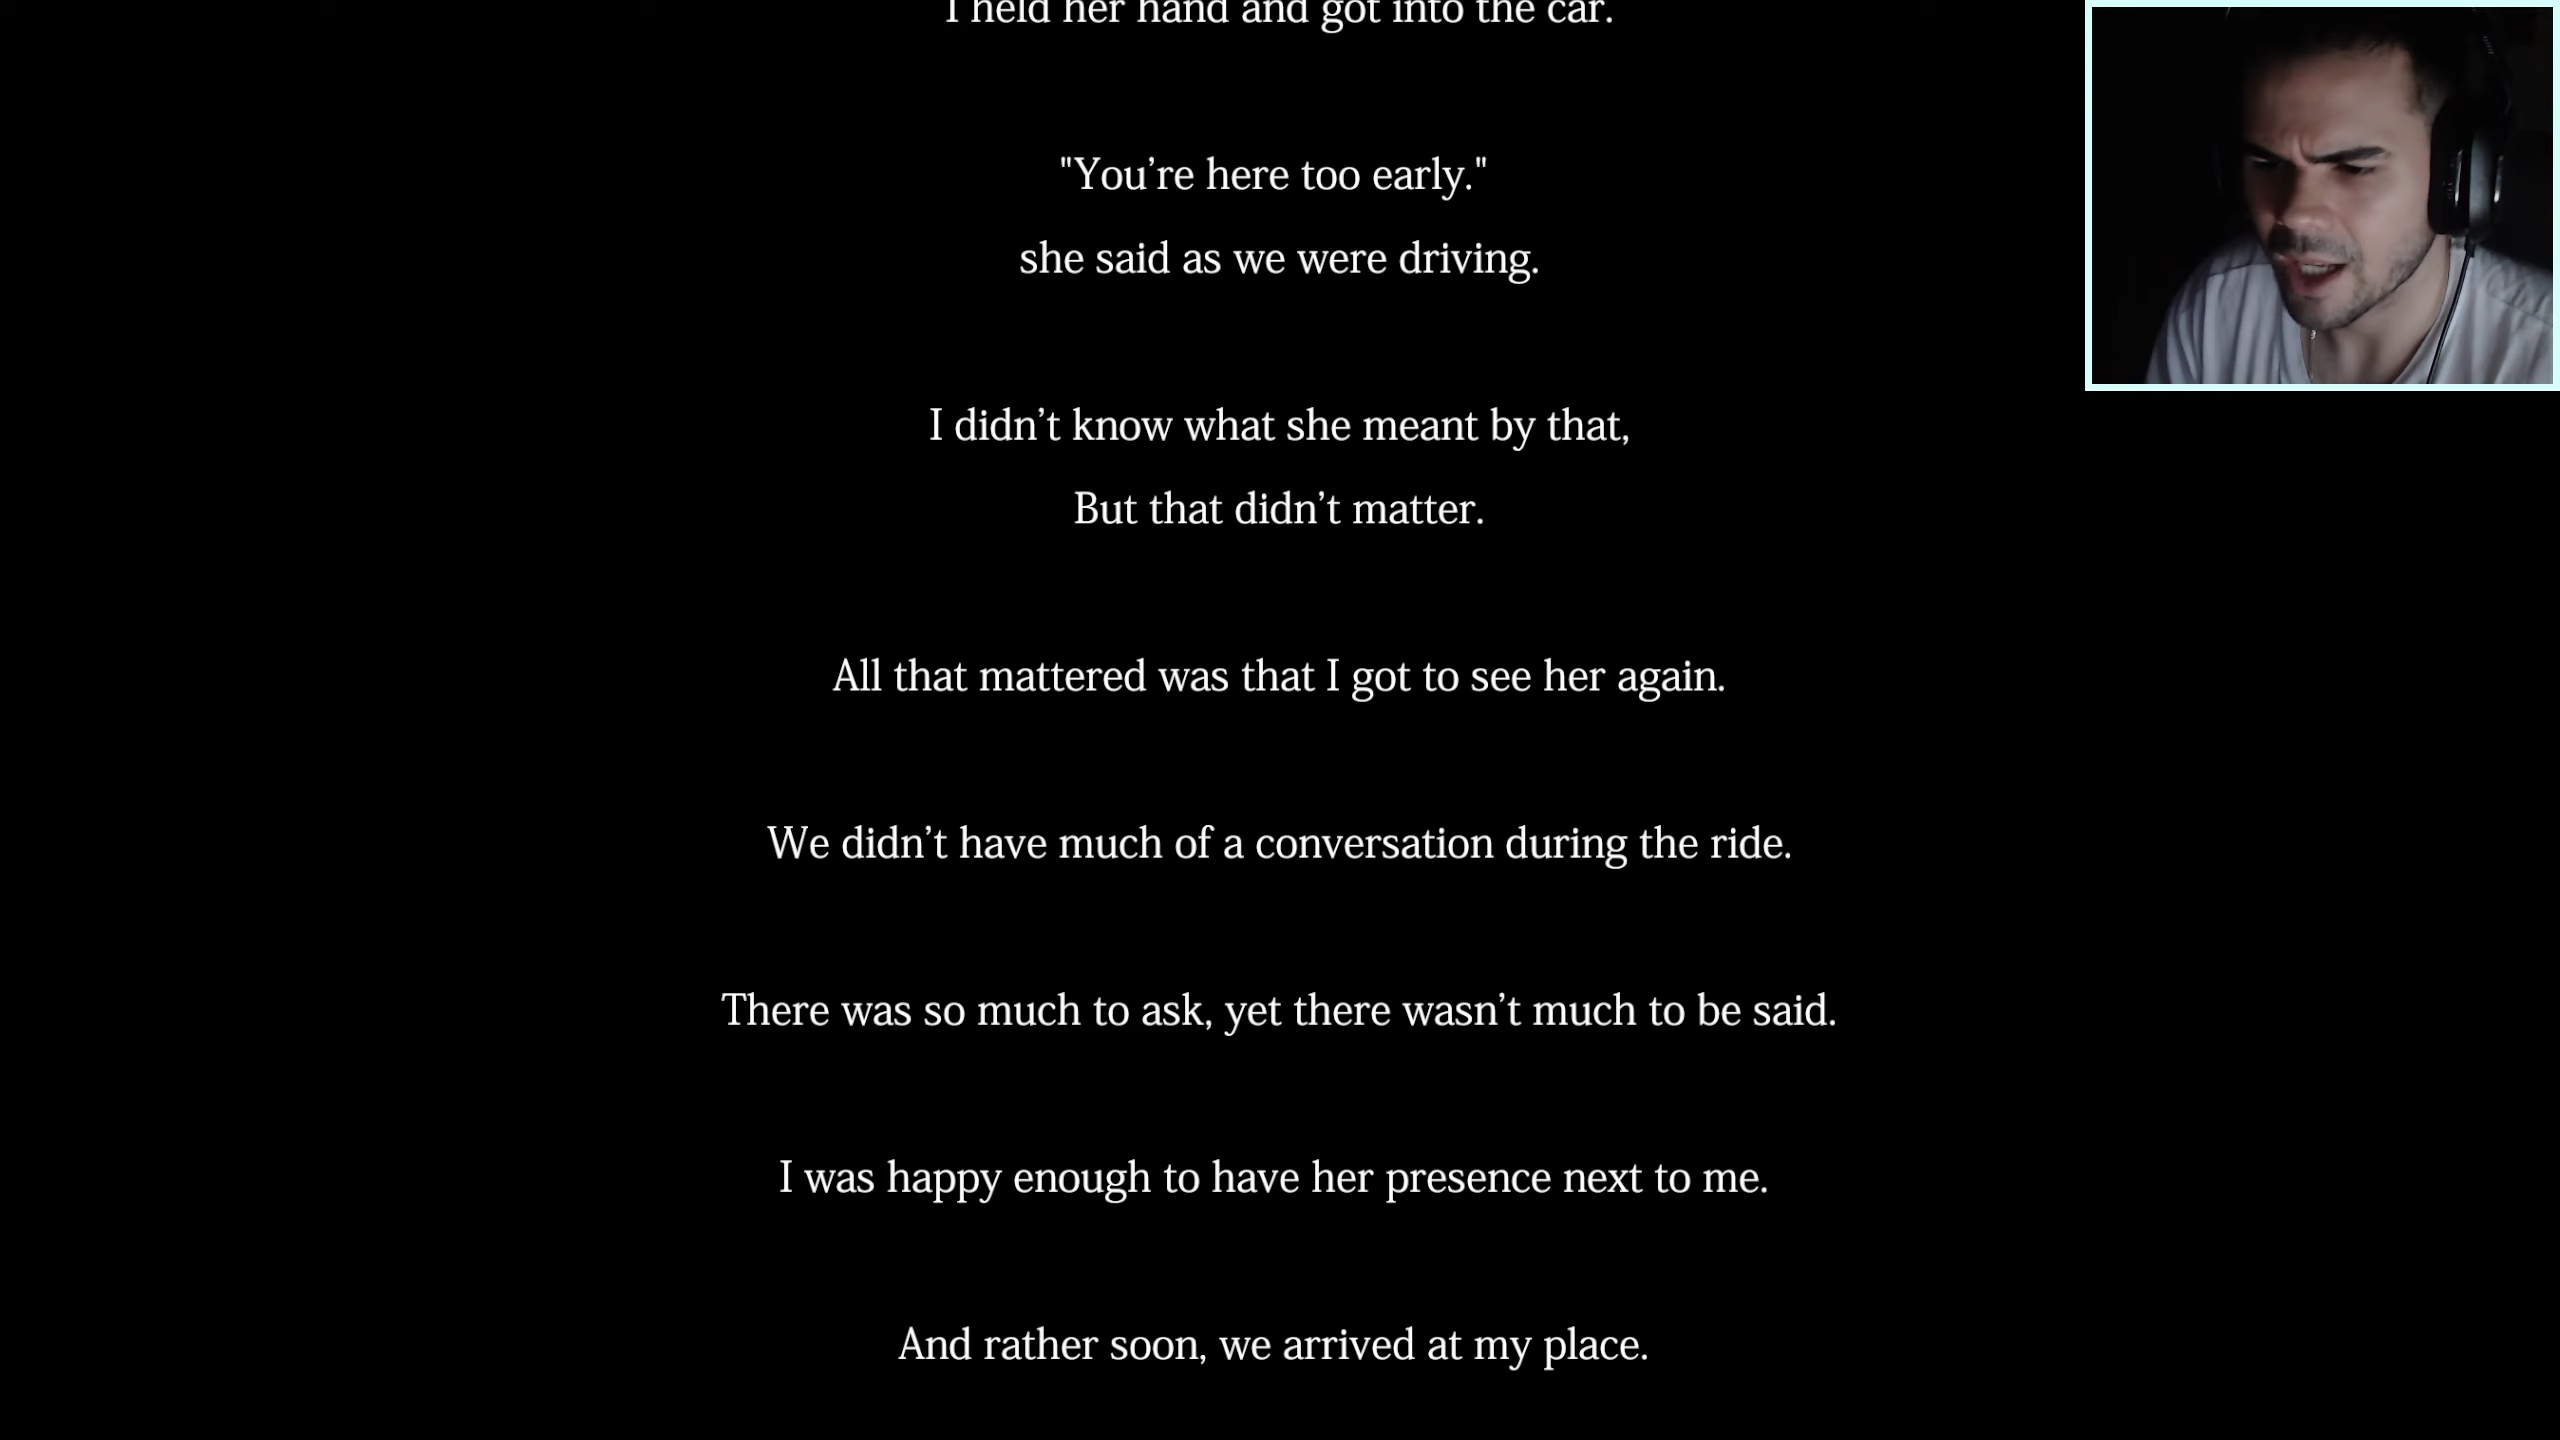 I held her hand and got into the car.
"You’re here too early."
she said as we were driving.
I didn’t know what she meant by that,
But that didn’t matter.
All that mattered was that I got to see her again.
We didn’t have much of a conversation during the ride.
There was so much to ask, yet there wasn’t much to be said.
I was happy enough to have her presence next to me.
And rather soon, we arrived at my place.